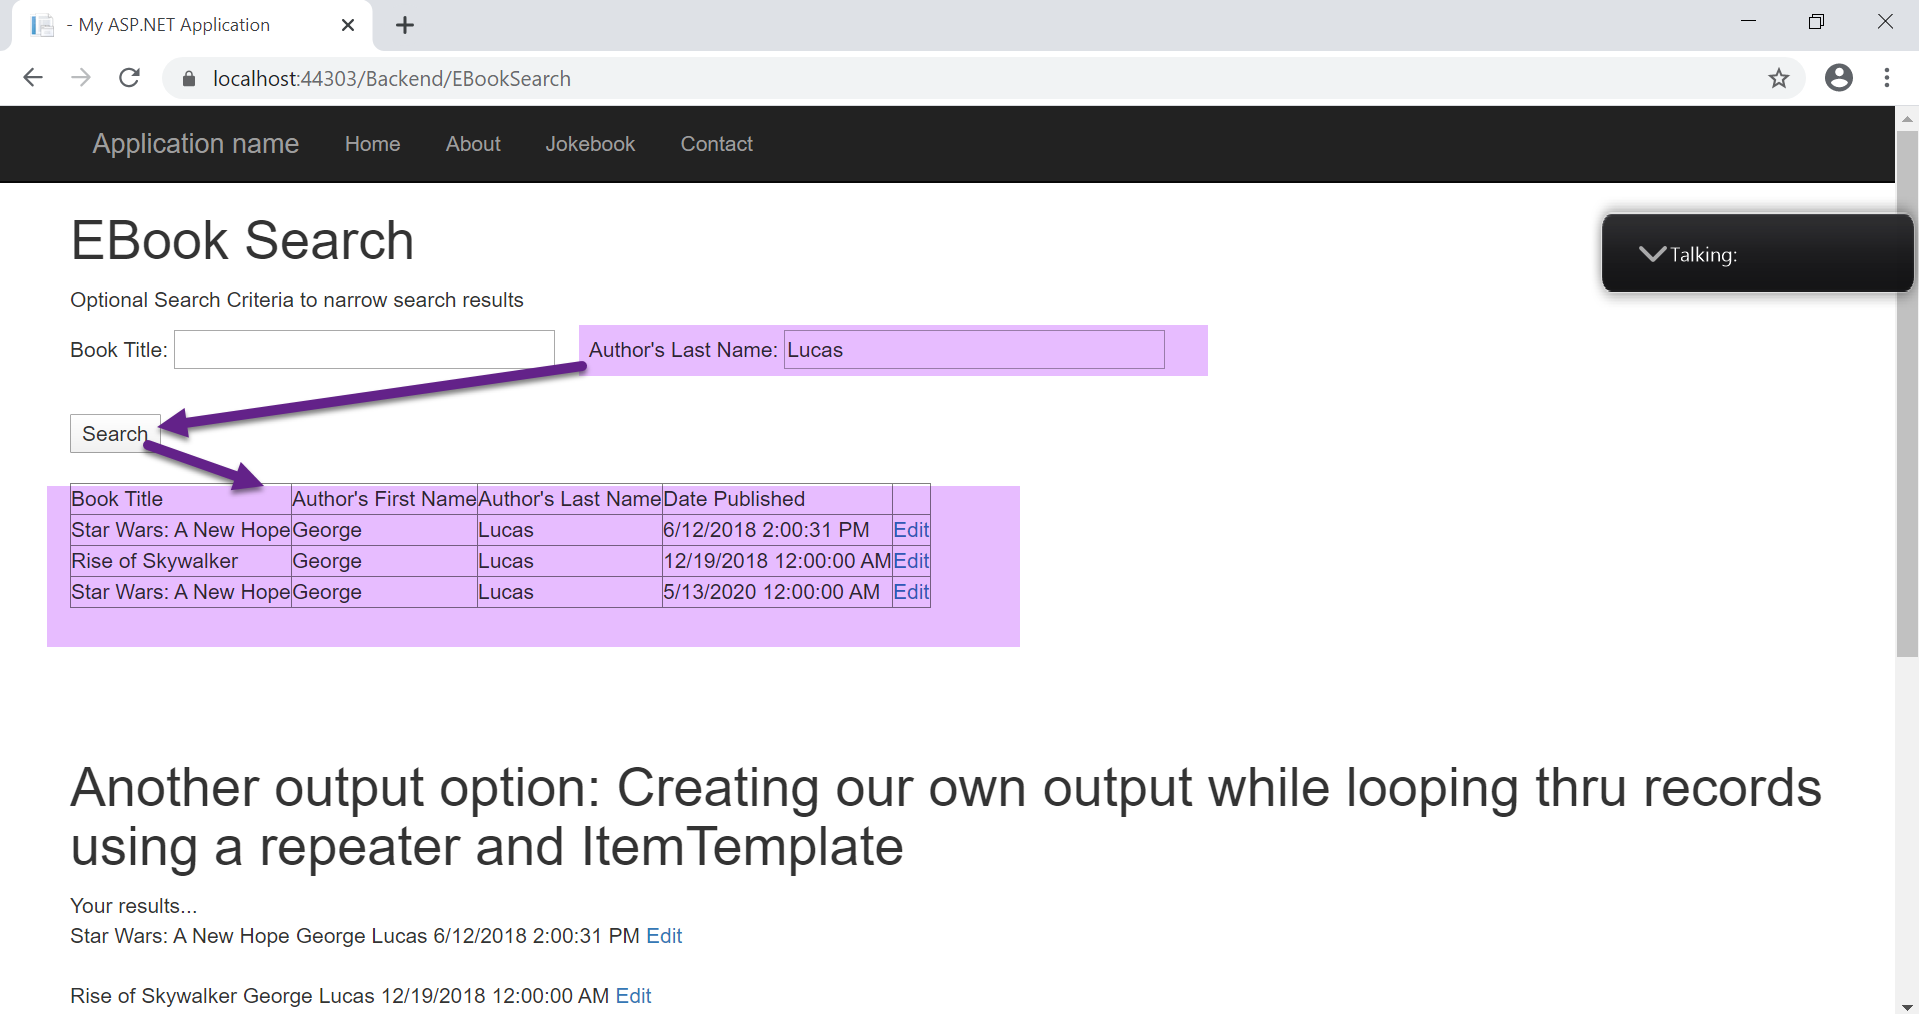 - My ASP.NET Application
localhost:44303/Backend/EBookSearch
Application name Home About Jokebook Contact
EBook Search
Talking:
Optional Search Criteria to narrow search results
Book Title: Author's Last Name: Lucas
Search
Book Title Author's First Name Author's Last Name Date Published
Star Wars: A New Hope George Lucas 6/12/2018 2:00:31 PM Edit
Rise of Skywalker George Lucas 12/19/2018 12:00:00 AM Edit
Star Wars: A New Hope George Lucas 5/13/2020 12:00:00 AM Edit
Another output option: Creating our own output while looping thru records
using a repeater and ItemTemplate
Your results...
Star Wars: A New Hope George Lucas 6/12/2018 2:00:31 PM Edit
Rise of Skywalker George Lucas 12/19/2018 12:00:00 AM Edit